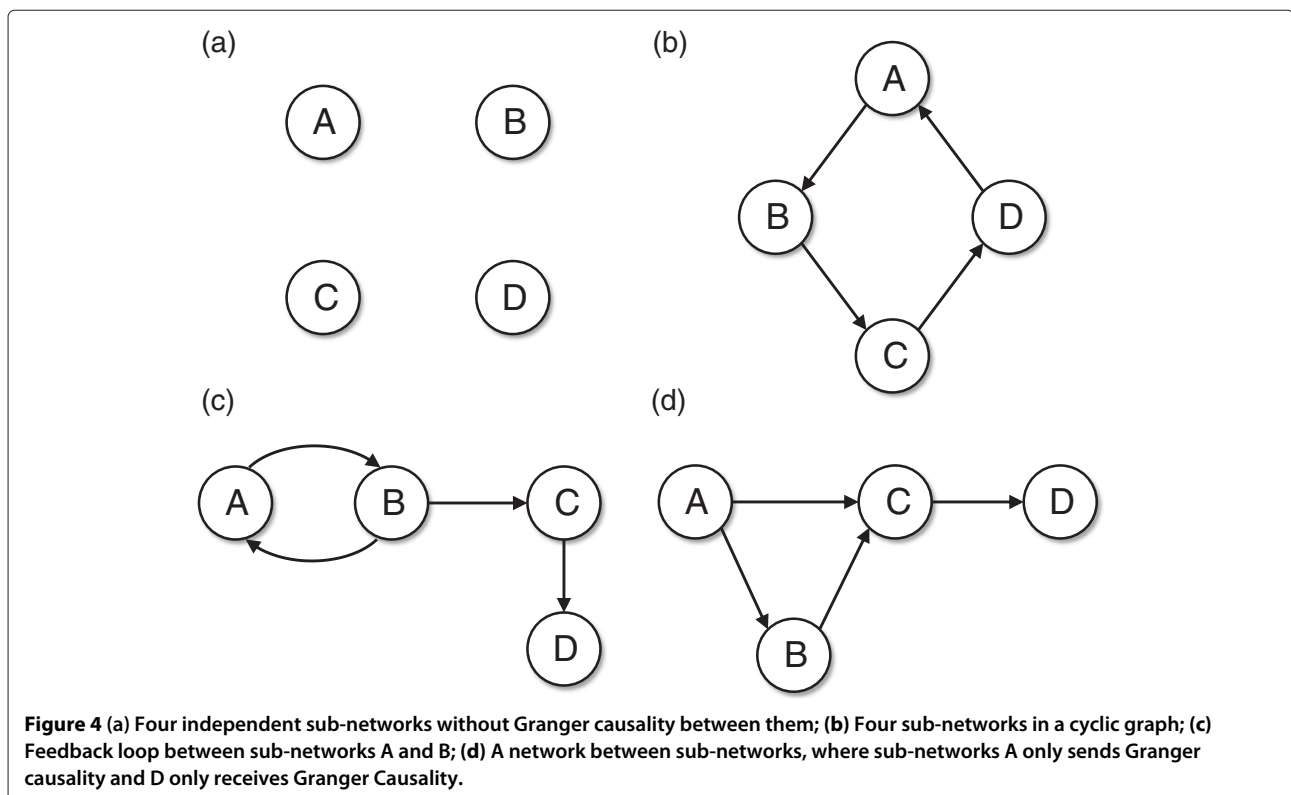 (a)
(b)
A
B
C
D
A
B
D
C
(c)
(d)
A
B
C
D
A
C
D
B
Figure 4 (a) Four independent sub-networks without Granger causality between them; (b) Four sub-networks in a cyclic graph; (c)
Feedback loop between sub-networks A and B; (d) A network between sub-networks, where sub-networks A only sends Granger
causality and D only receives Granger Causality.